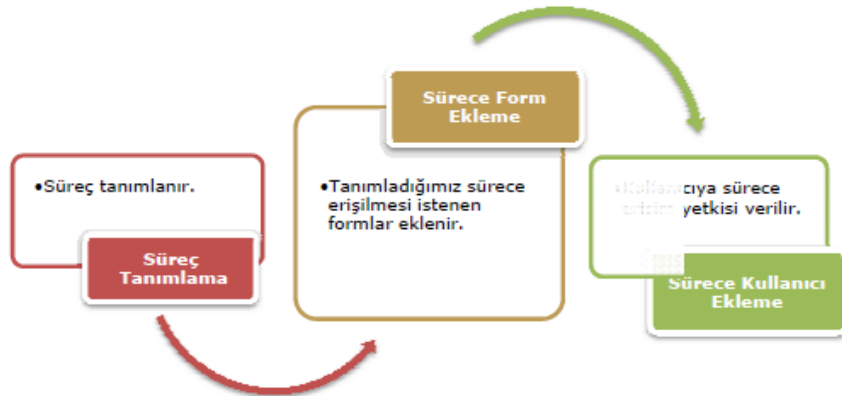 •Süreç tanımlanır.
Süreç
Tanımlama
Sürece Form
Ekleme
•Tanımladığımız sürece
erişilmesi istenen
formlar eklenir.
sürece
yetkisi verilir.
Sürece Kullanıcı
Ekleme